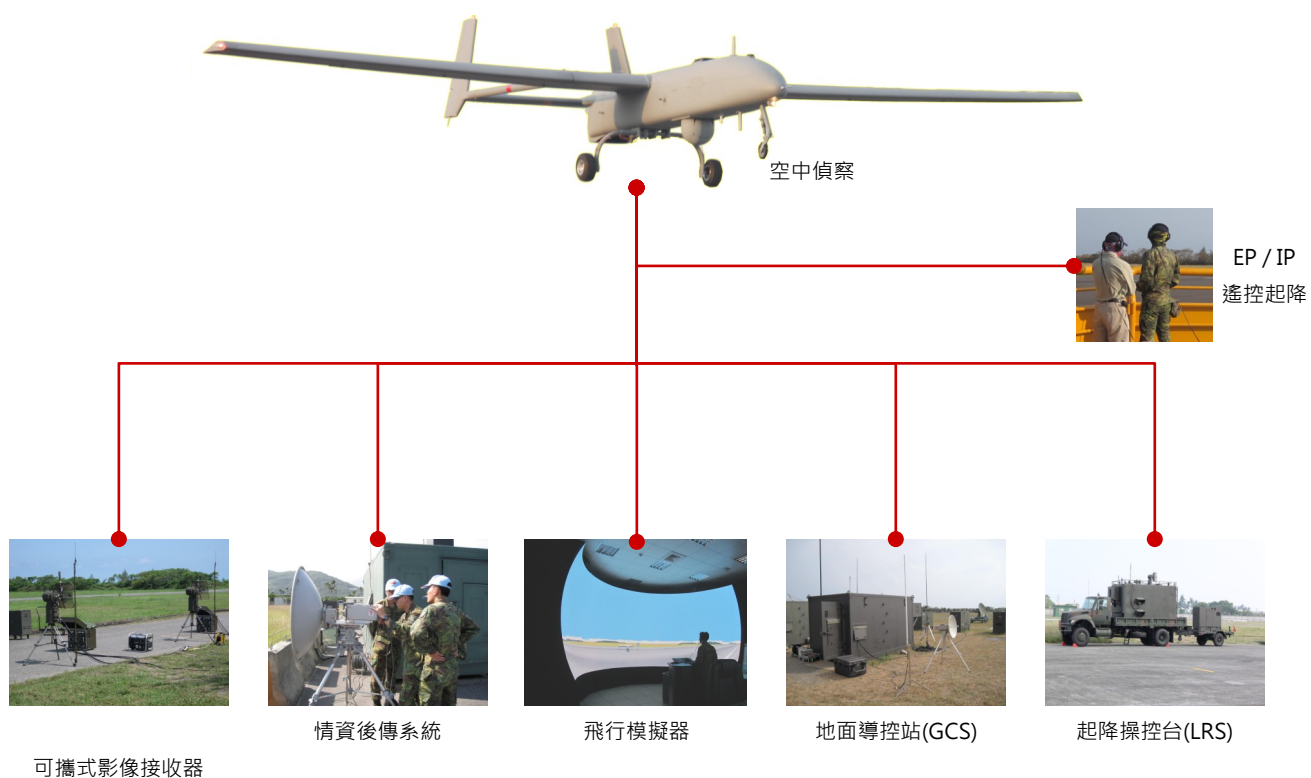 空中偵察
EP / IP
遙控起降
情資後傳系統
飛行模擬器
地面導控站(GCS)
起降操控台(LRS)
可攜式影像接收器